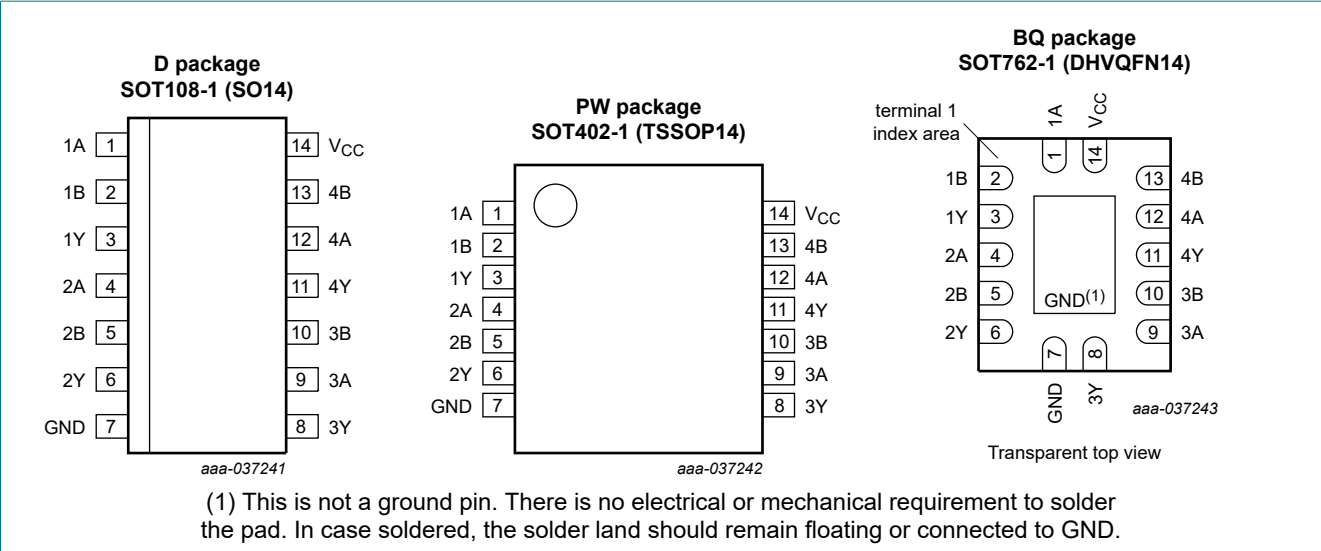 D package
SOT108-1 (SO14)
1A 1
14 VCC
1B 2
13 4B
1Y 3
12 4A
2A 4
11 4Y
2B 5
10 3B
2Y 6
9 3A
GND 7
8 3Y
aaa-037241
PW package
SOT402-1 (TSSOP14)
1A 1
14 VCC
1B 2
13 4B
1Y 3
12 4A
2A 4
11 4Y
2B 5
10 3B
2Y 6
9 3A
GND 7
8 3Y
aaa-037242
BQ package
SOT762-1 (DHVQFN14)
terminal 1
index area
1A
VCC
1
14
1B 2
13 4B
1Y 3
12 4A
2A 4
11 4Y
2B 5
10 3B
2Y 6
9 3A
GND(1)
7
8
GND
3Y
aaa-037243
Transparent top view
(1) This is not a ground pin. There is no electrical or mechanical requirement to solder
the pad. In case soldered, the solder land should remain floating or connected to GND.